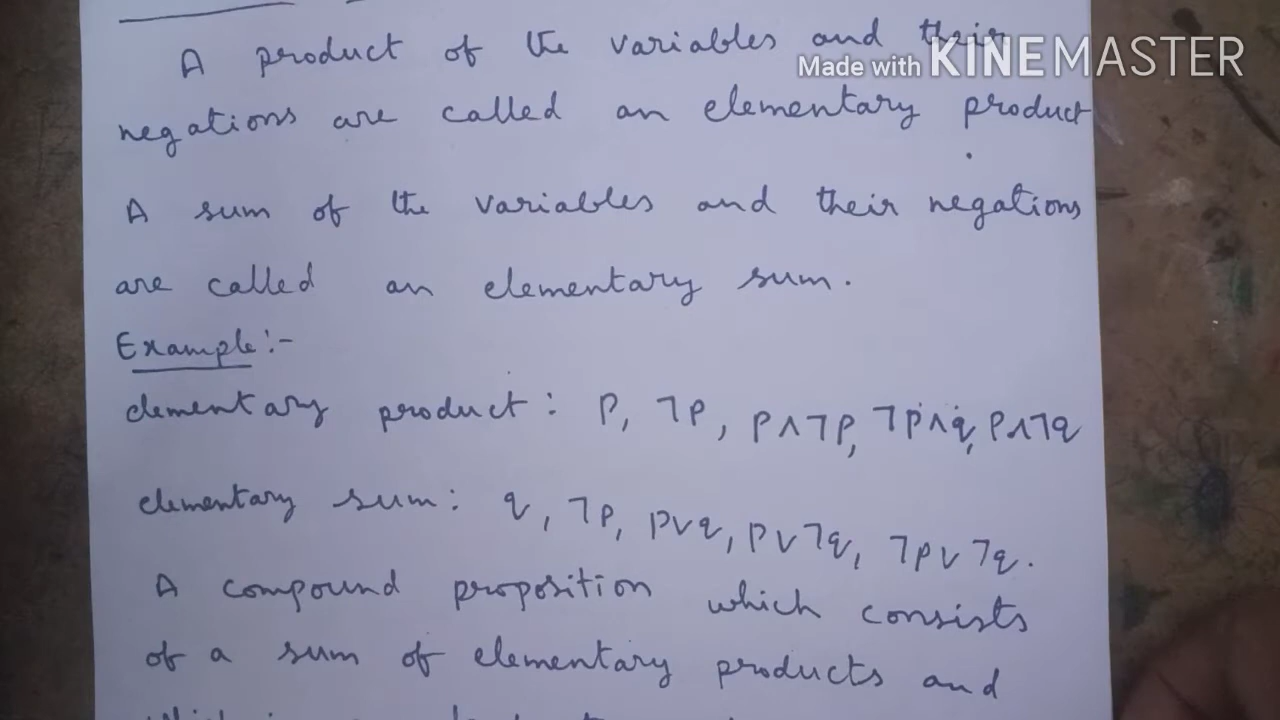 A product of the variables and their
Made with KINEMASTER
negations are called an elementary product
.
A sum of the variables and their negations
are called an elementary sum.
Example:-
elementary product: P, ¬P, P∧¬P, ¬P∧q, P∧¬q
elementary sum: q, ¬P, P∨q, P∨¬q, ¬P∨¬q.
A compound proposition which consists
of a sum of elementary products and